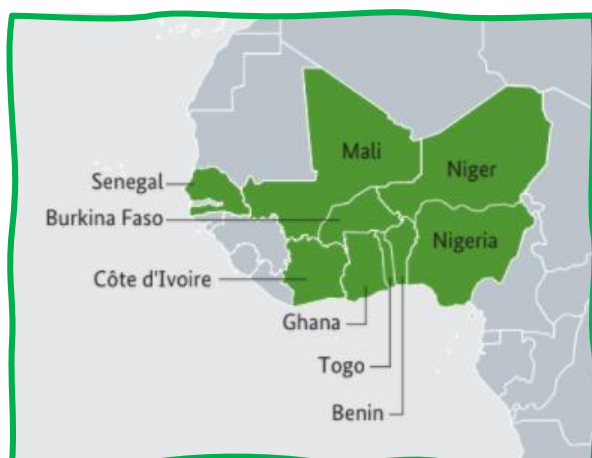 Mali
Niger
Senegal
Burkina Faso
Nigeria
Côte d'Ivoire
Ghana
Togo
Benin